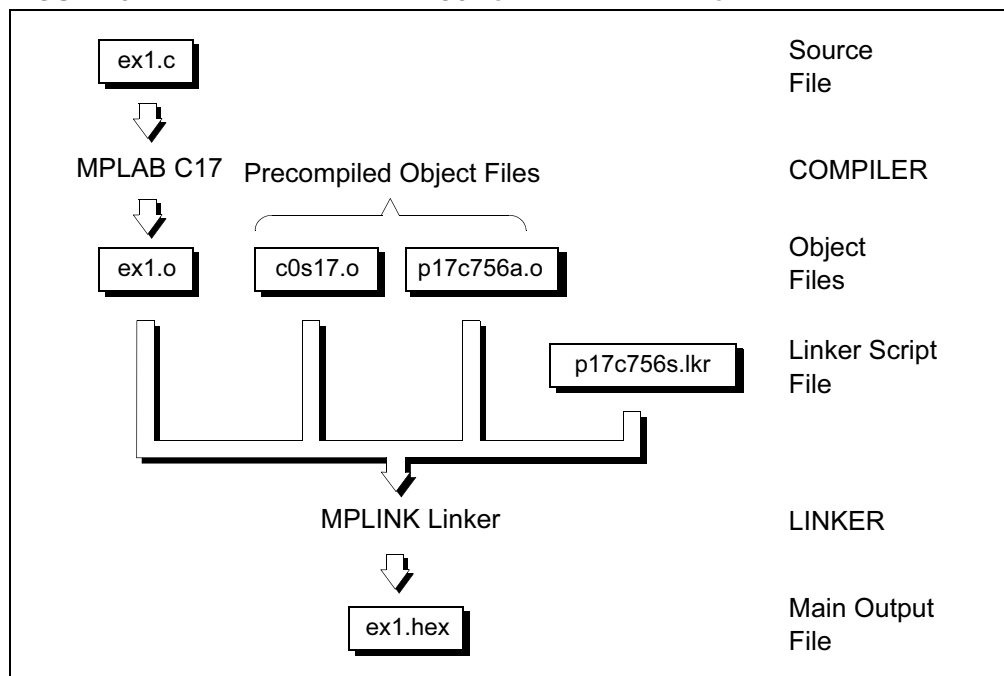 ex1.c
Source
File
MPLAB C17
Precompiled Object Files
COMPILER
ex1.o
c0s17.o
p17c756a.o
Object
Files
p17c756s.lkr
Linker Script
File
MPLINK Linker
LINKER
ex1.hex
Main Output
File